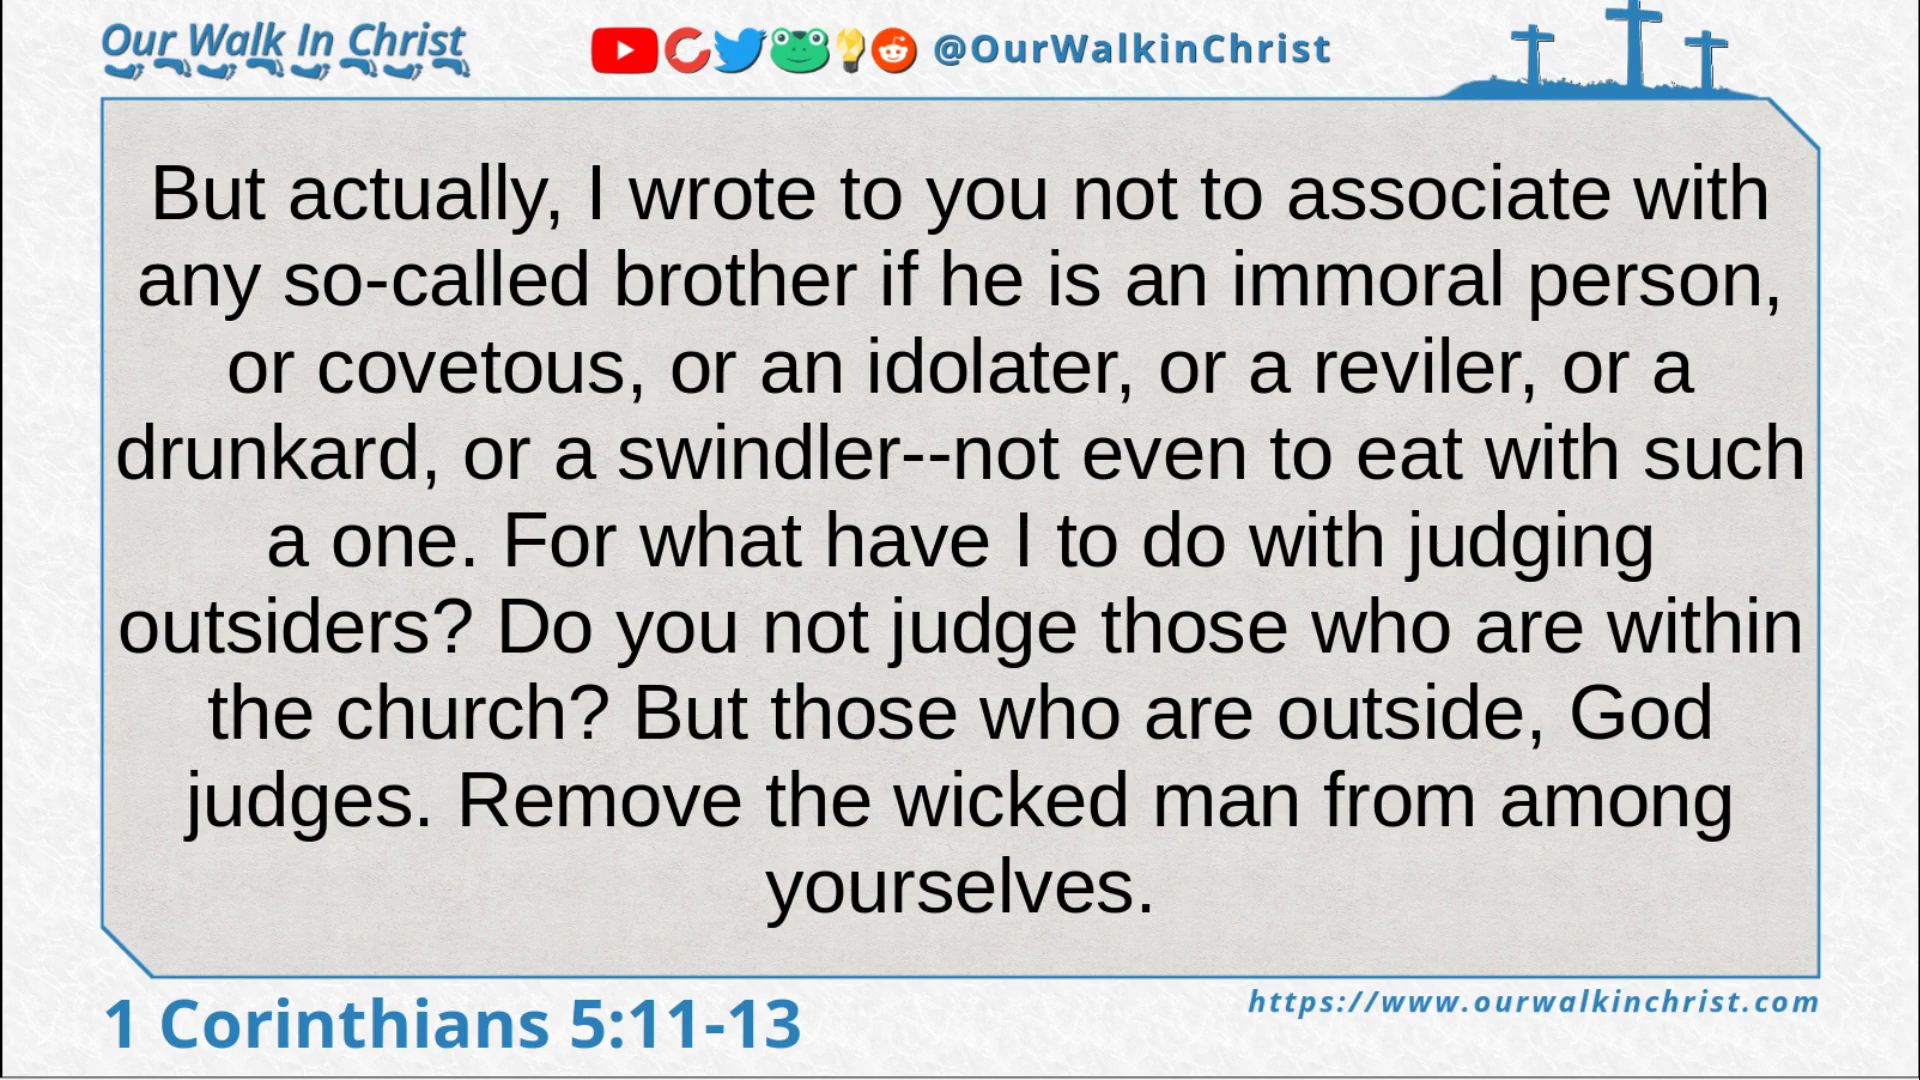 Our Walk In Christ
@OurWalkinChrist
But actually, I wrote to you not to associate with
any so-called brother if he is an immoral person,
or covetous, or an idolater, or a reviler, or a
drunkard, or a swindler--not even to eat with such
a one. For what have I to do with judging
outsiders? Do you not judge those who are within
the church? But those who are outside, God
judges. Remove the wicked man from among
yourselves.
1 Corinthians 5:11-13
https://www.ourwalkinchrist.com